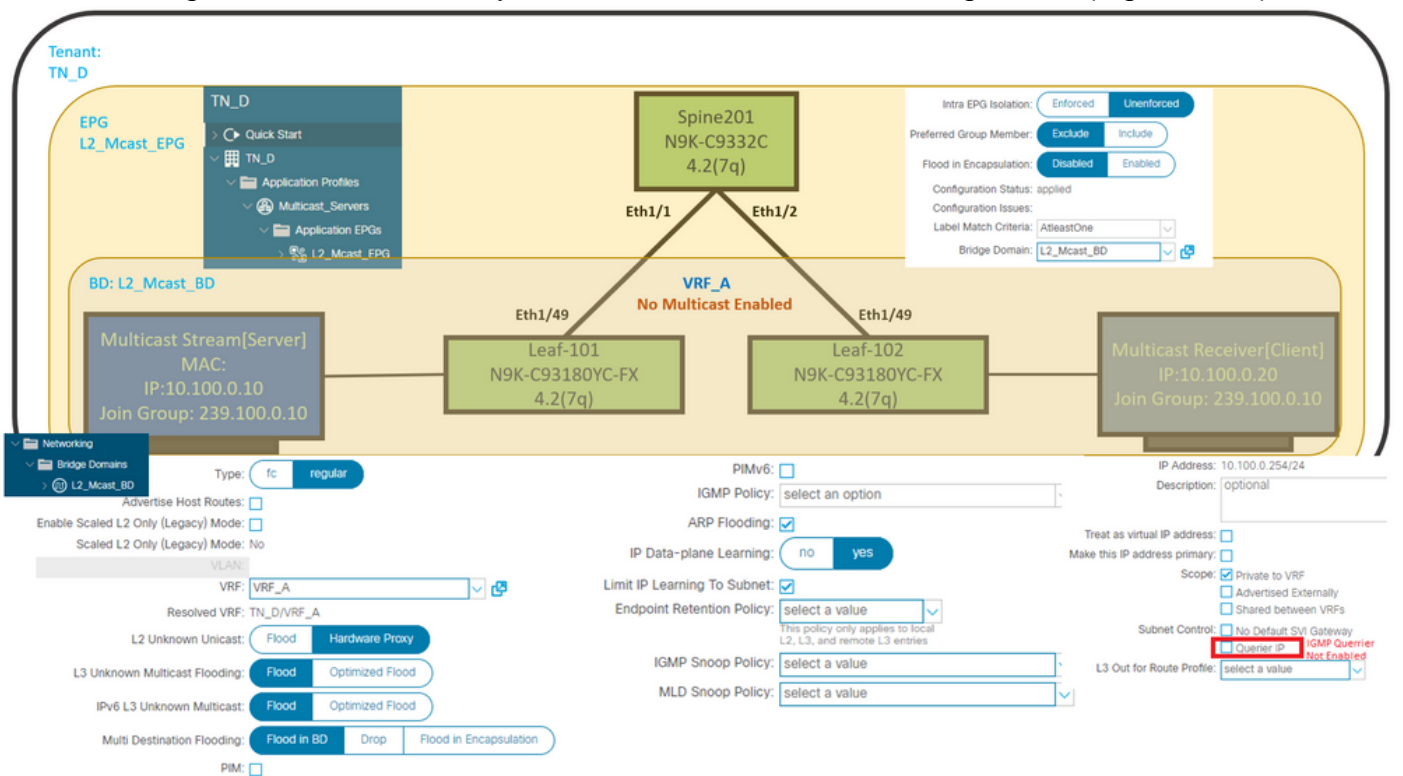 Tenant:
TN_D
EPG
L2_Mcast_EPG
TN_D
Quick Start
TN_D
Application Profiles
Multicast_Servers
Application EPGs
L2_Mcast_EPG
Spine201
N9K-C9332C
4.2(7q)
Eth1/1
Eth1/2
Intra EPG Isolation: Enforced Unenforced
Preferred Group Member: Exclude Include
Flood in Encapsulation: Disabled Enabled
Configuration Status: applied
Configuration Issues:
Label Match Criteria: AtleastOne
Bridge Domain: L2_Mcast_BD
BD: L2_Mcast_BD
VRF_A
No Multicast Enabled
Eth1/49
Eth1/49
Multicast Stream[Server]
MAC:
IP:10.100.0.10
Join Group: 239.100.0.10
Leaf-101
N9K-C93180YC-FX
4.2(7q)
Leaf-102
N9K-C93180YC-FX
4.2(7q)
Multicast Receiver[Client]
IP:10.100.0.20
Join Group: 239.100.0.10
Networking
Bridge Domains
L2_Mcast_BD
Type: fc regular
Advertise Host Routes:
Enable Scaled L2 Only (Legacy) Mode:
Scaled L2 Only (Legacy) Mode: No
VLAN:
VRF: VRF_A
Resolved VRF: TN_D/VRF_A
L2 Unknown Unicast: Flood Hardware Proxy
L3 Unknown Multicast Flooding: Flood Optimized Flood
IPv6 L3 Unknown Multicast: Flood Optimized Flood
Multi Destination Flooding: Flood in BD Drop Flood in Encapsulation
PIM:
PIMv6:
IGMP Policy: select an option
ARP Flooding:
IP Data-plane Learning: no yes
Limit IP Learning To Subnet:
Endpoint Retention Policy: select a value
This policy only applies to local
L2, L3, and remote L3 entries
IGMP Snoop Policy: select a value
MLD Snoop Policy: select a value
IP Address: 10.100.0.254/24
Description: optional
Treat as virtual IP address:
Make this IP address primary:
Scope: Private to VRF
Advertised Externally
Shared between VRFs
Subnet Control: No Default SVI Gateway
Querier IP IGMP Querrier
Not Enabled
L3 Out for Route Profile: select a value